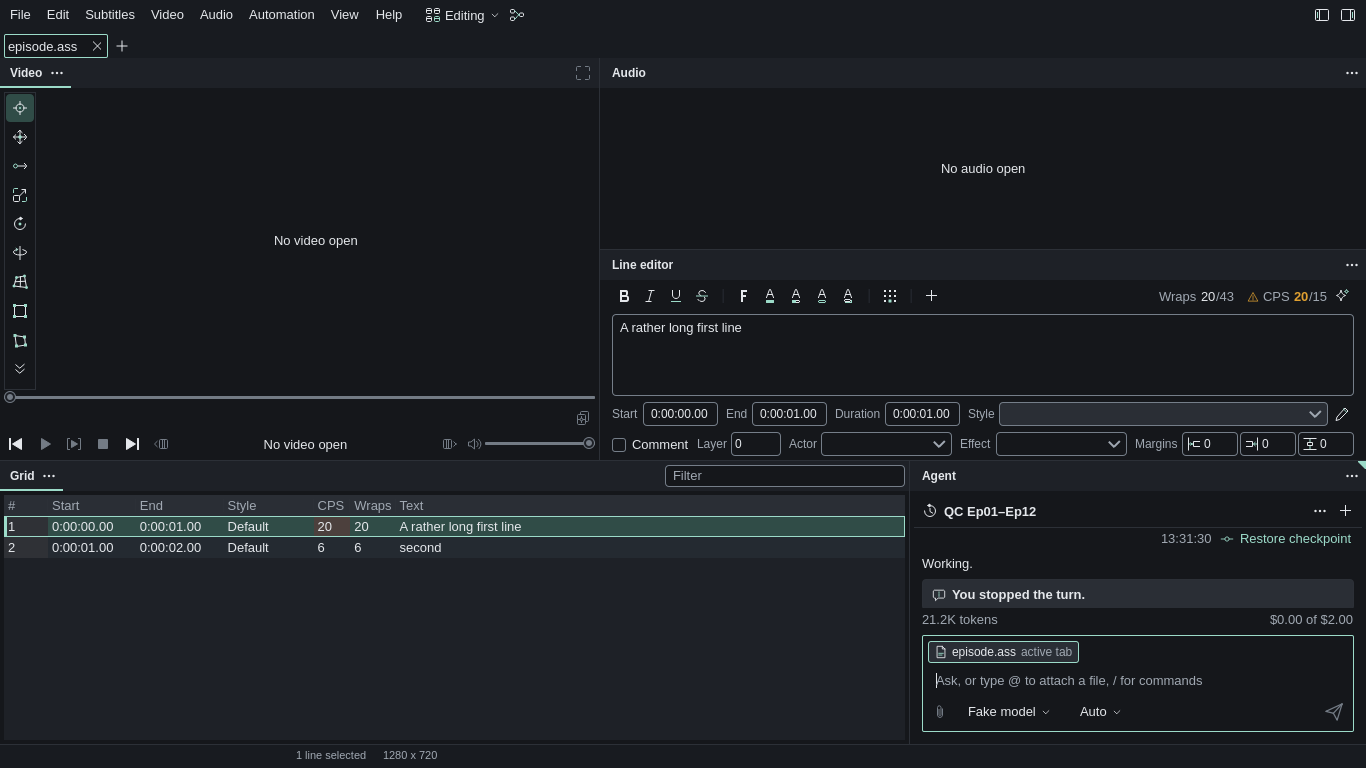 File Edit Subtitles Video Audio Automation View Help Editing
episode.ass
Video
Audio
No video open
No audio open
Line editor
Wraps 20/43 CPS 20/15
A rather long first line
Start 0:00:00.00 End 0:00:01.00 Duration 0:00:01.00 Style
Comment Layer 0 Actor Effect Margins 0 0 0
No video open
Grid
Filter
# Start End Style CPS Wraps Text
1 0:00:00.00 0:00:01.00 Default 20 20 A rather long first line
2 0:00:01.00 0:00:02.00 Default 6 6 second
Agent
QC Ep01–Ep12
13:31:30 Restore checkpoint
Working.
You stopped the turn.
21.2K tokens $0.00 of $2.00
episode.ass active tab
Ask, or type @ to attach a file, / for commands
Fake model Auto
1 line selected 1280 x 720